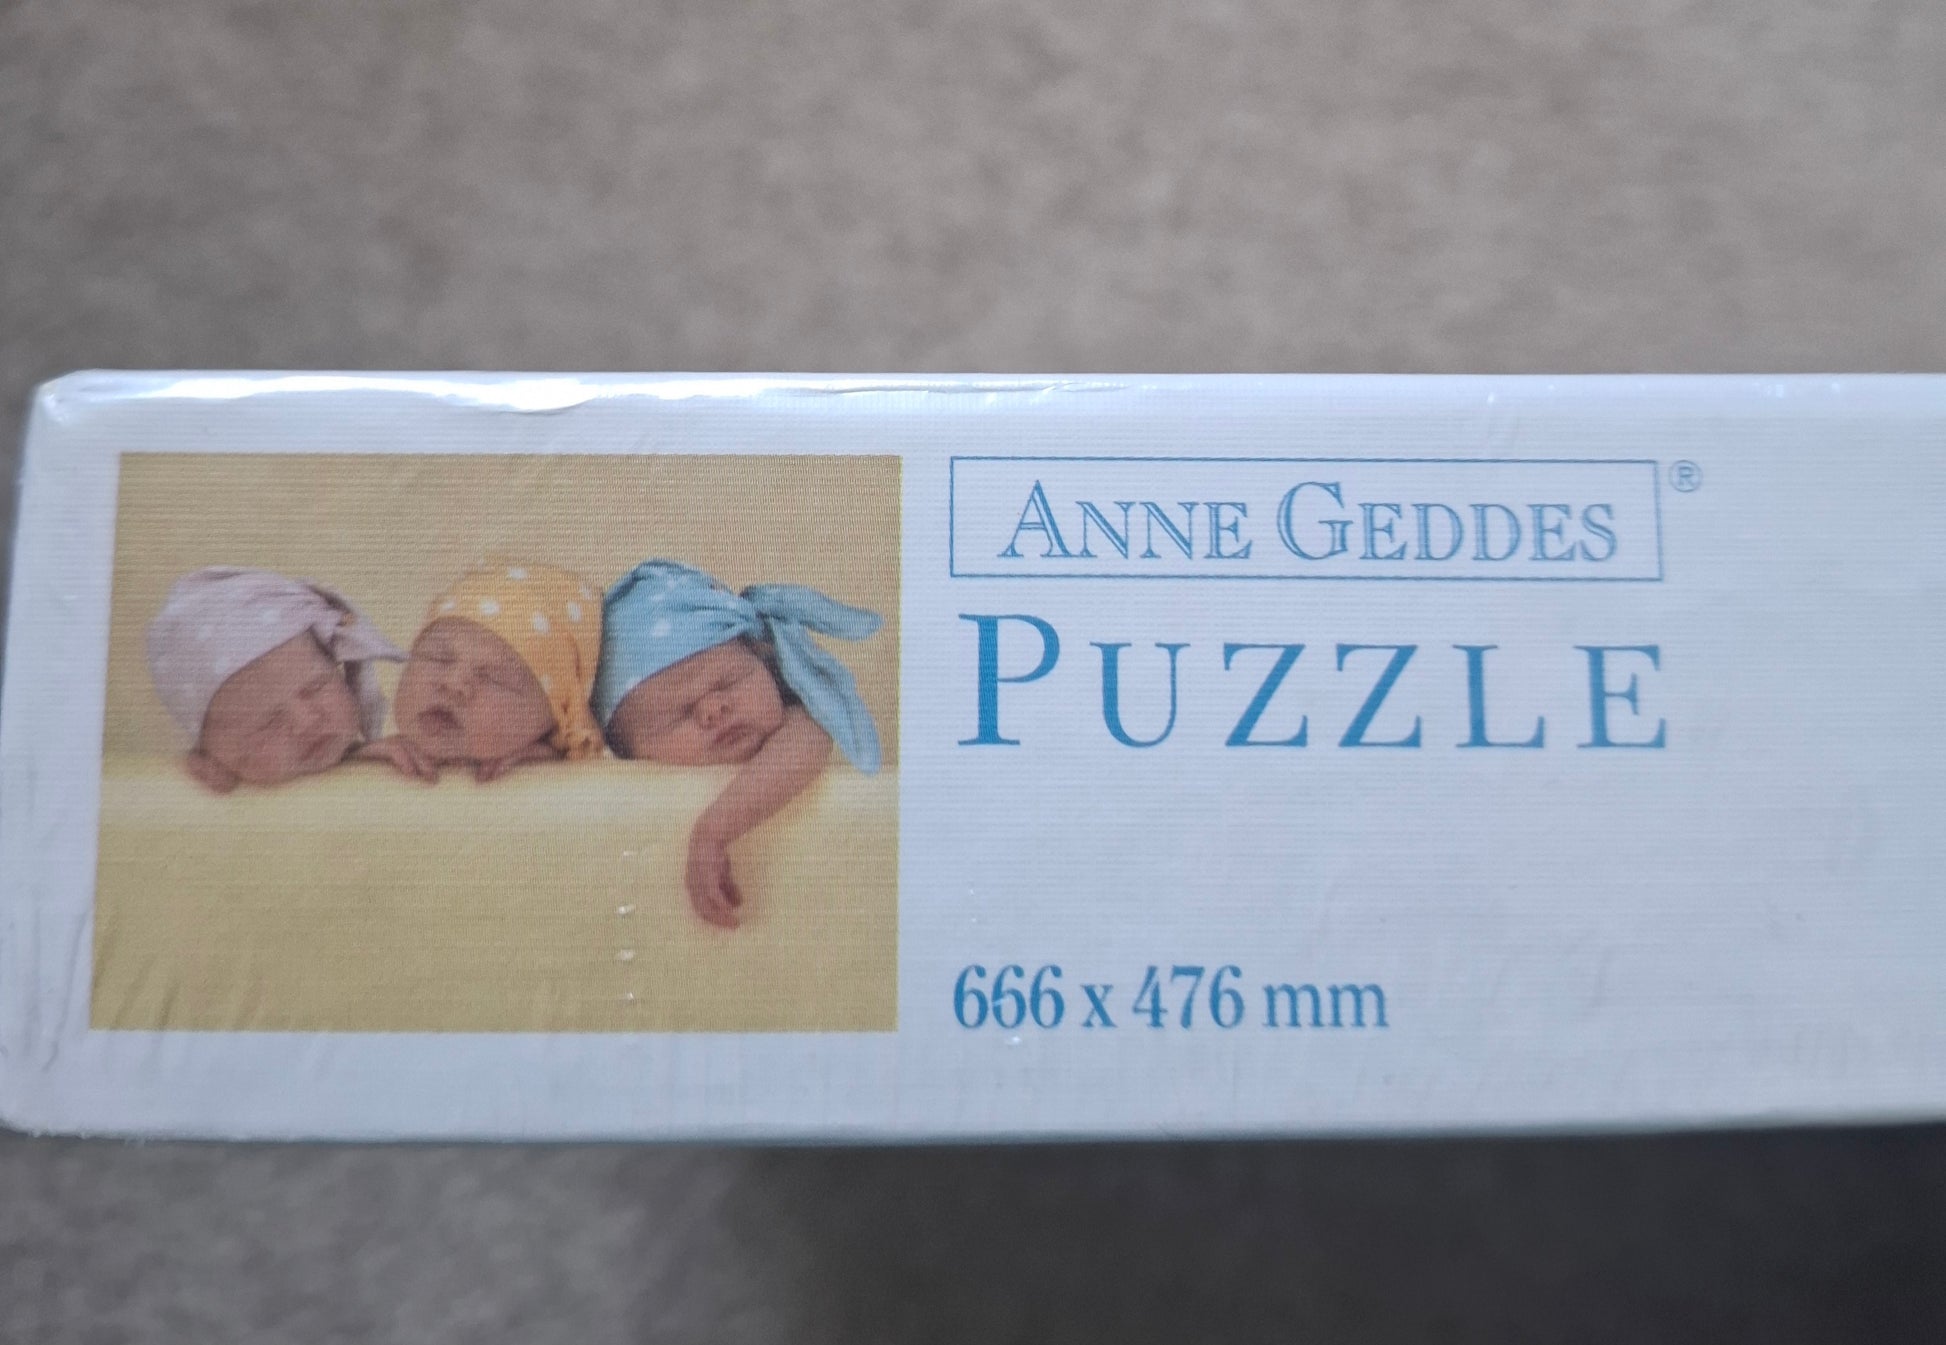 ANNE GEDDES®
PUZZLE
666 x 476 mm